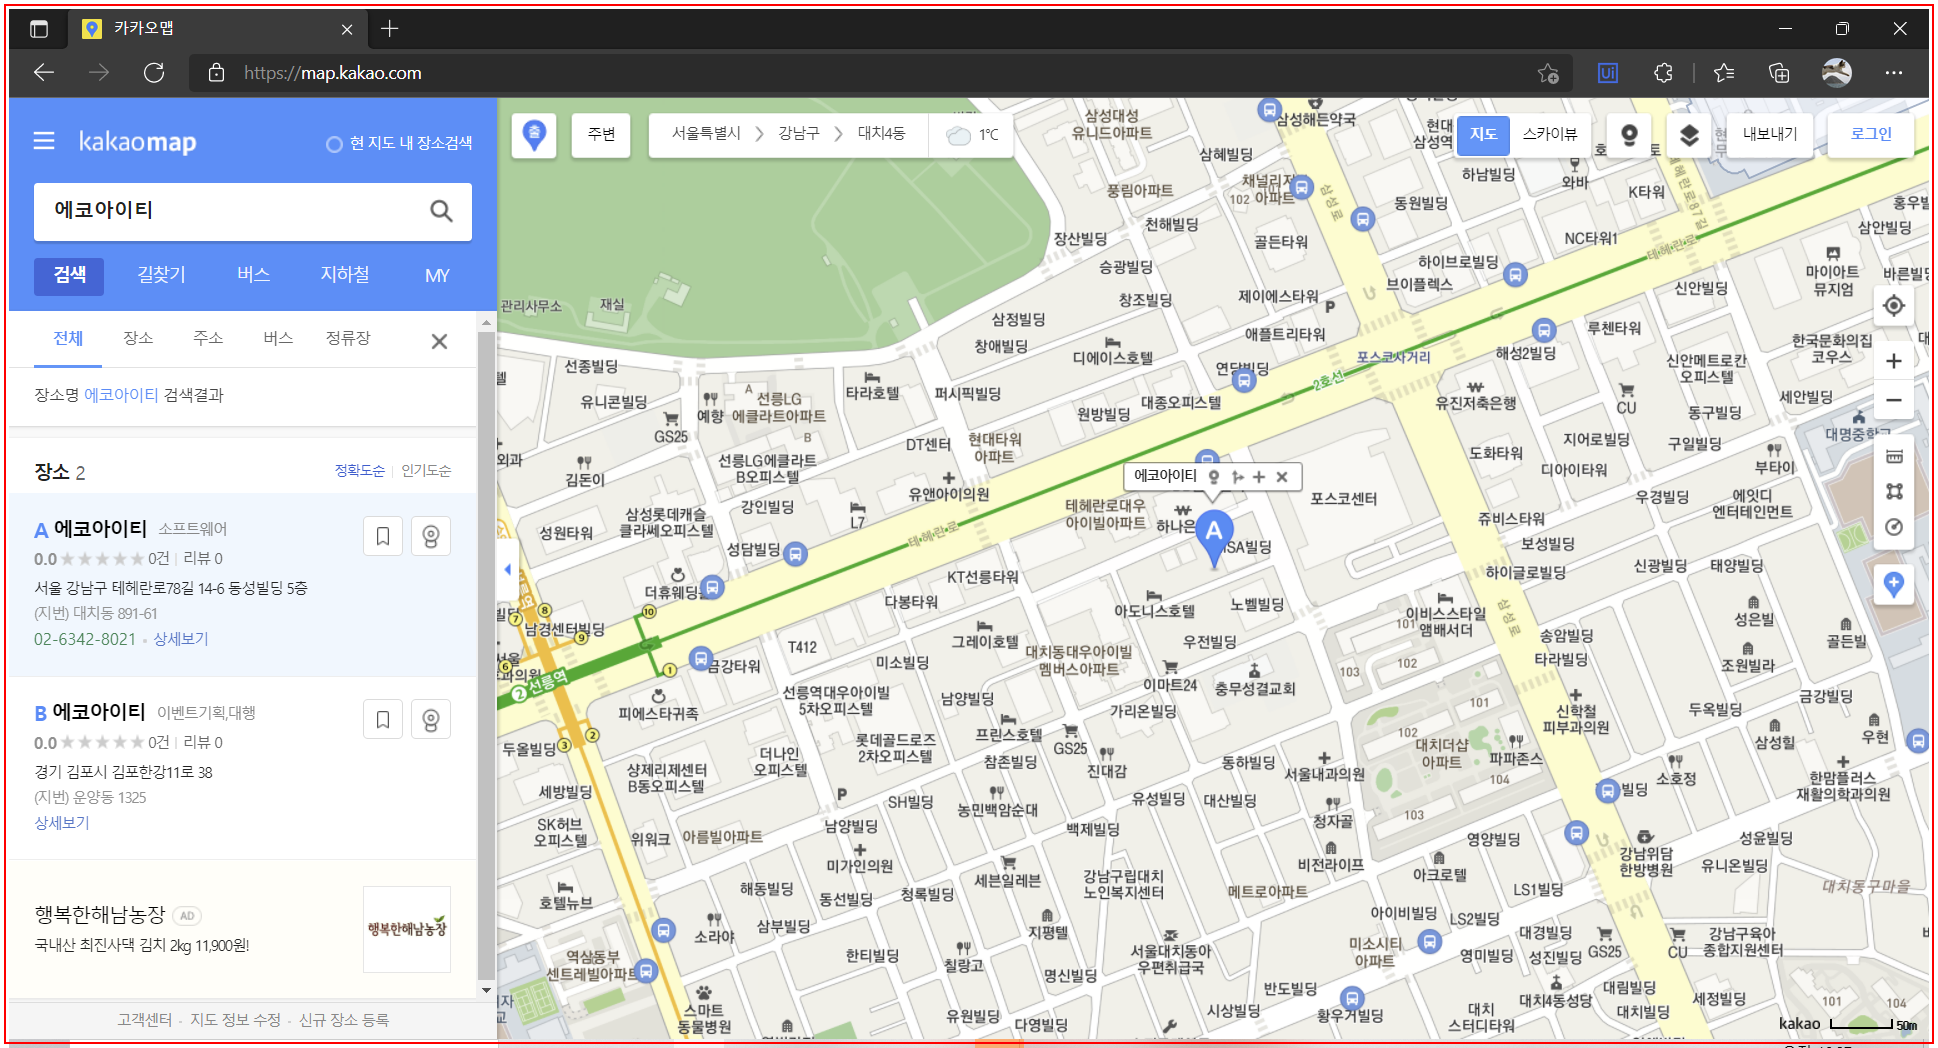 카카오맵
https://map.kakao.com
kakaomap
현 지도 내 장소검색
에코아이티
검색 길찾기 버스 지하철 MY
전체 장소 주소 버스 정류장
장소명 에코아이티 검색결과
장소 2
정확도순 인기도순
A 에코아이티 소프트웨어
0.0 0건 리뷰 0
서울 강남구 테헤란로78길 14-6 동성빌딩 5층
(지번) 대치동 891-61
02-6342-8021 상세보기
B 에코아이티 이벤트기획,대행
0.0 0건 리뷰 0
경기 김포시 김포한강11로 38
(지번) 운양동 1325
상세보기
행복한해남농장 AD
국내산 최진사댁 김치 2kg 11,900원!
행복한해남농장
고객센터 · 지도 정보 수정 · 신규 장소 등록
출
주변
서울특별시 강남구 대치4동
1℃
지도 스카이뷰
내보내기
로그인
삼성대성
유니드아파트
삼성해든약국
삼혜빌딩
풍림아파트
채널리저
102 아파트
천해빌딩
장산빌딩
골든타워
동원빌딩
하남빌딩
와바
K타워
NC타워1
삼안빌딩
마이아트
뮤지엄
승광빌딩
창조빌딩
제이에스타워
하이브로빌딩
브이플렉스
신안빌딩
관리사무소
재실
삼정빌딩
창애빌딩
디에이스호텔
애플트리타워
포스코사거리
루첸타워
해성2빌딩
한국문화의집
코우스
신안메트로칸
오피스텔
선종빌딩
유니콘빌딩
타라호텔
퍼시픽빌딩
예향
선릉LG
에클라트아파트
A
B
GS25
원방빌딩
대종오피스텔
2호선
유진저축은행
CU
동구빌딩
세안빌딩
구일빌딩
지어로빌딩
김돈이
선릉LG에클라트
B오피스텔
DT센터
현대타워
아파트
유앤아이의원
에코아이티
포스코센터
도화타워
디아이타워
부타이
우경빌딩
에잇디
엔터테인먼트
성원타워
삼성롯데캐슬
클라쎄오피스텔
강인빌딩
L7
성담빌딩
테헤란로
테헤란로대우
아이빌아파트
A
쥬비스타워
보성빌딩
하이글로빌딩
신광빌딩
태양빌딩
KT선릉타워
다봉타워
아도니스호텔
노벨빌딩
이비스스타일
앰배서더
삼성로
성은빌
골든빌
남경센터빌딩
선릉역
금강타워
T412
그레이호텔
미소빌딩
대치동대우아이빌
멤버스아파트
우전빌딩
이마트24
충무성결교회
송암빌딩
타라빌딩
조원빌라
피에스타귀족
선릉역대우아이빌
5차오피스텔
남양빌딩
가리온빌딩
신학철
피부과의원
두옥빌딩
금강빌딩
두올빌딩
샹제리제센터
B동오피스텔
더나인
오피스텔
롯데골드로즈
2차오피스텔
프린스호텔
참존빌딩
GS25
진대감
동하빌딩
서울내과의원
101
102
103
104
대치더샵
아파트
파파존스
삼성힐
우현
소호정
한맘플러스
재활의학과의원
세방빌딩
SK허브
오피스텔
위워크
아름빌아파트
남양빌딩
SH빌딩
농민백암순대
유성빌딩
대산빌딩
백제빌딩
청자골
비전라이프
영양빌딩
강남위담
한방병원
성윤빌딩
유니온빌딩
미가인의원
해동빌딩
동선빌딩
청록빌딩
세븐일레븐
강남구립대치
노인복지센터
메트로아파트
아크로텔
LS1빌딩
LS2빌딩
아이비빌딩
대치동구마을
호텔뉴브
소라야
삼부빌딩
지평담
서울대치동아
우편취급국
미소시티
아파트
대경빌딩
영미빌딩
성진빌딩
GS25
CU
강남구육아
종합지원센터
역삼동부
센트레빌아파트
한티빌딩
칠량고
명신빌딩
반도빌딩
시상빌딩
대치4동성당
대림빌딩
대치빌딩
세정빌딩
스마트
동물병원
유원빌딩
다영빌딩
황우거빌딩
대치
스터디타워
101
104
kakao
50m